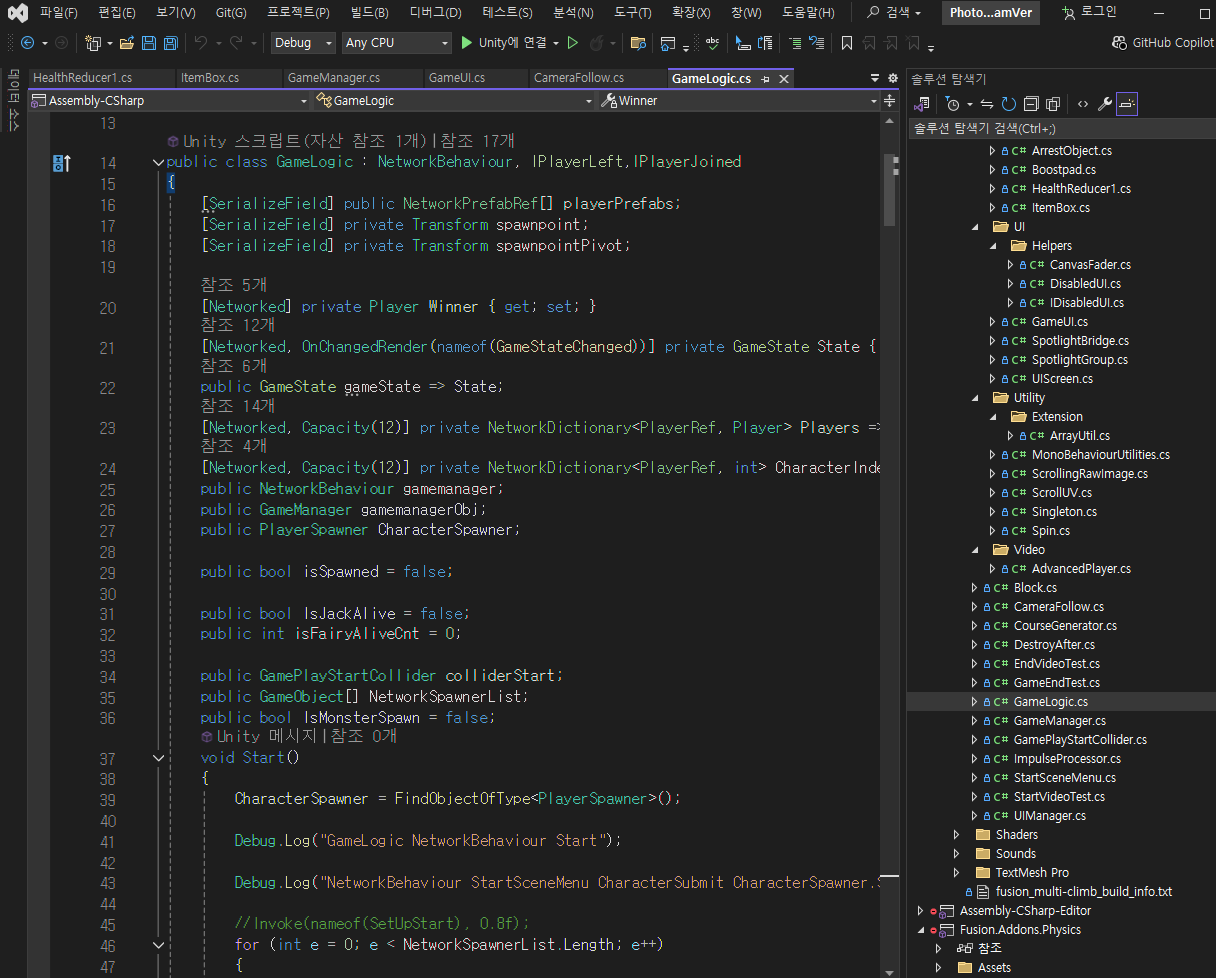 파일(F) 편집(E) 보기(V) Git(G) 프로젝트(P) 빌드(B) 디버그(D) 테스트(S) 분석(N) 도구(T) 확장(X) 창(W) 도움말(H) 검색 Photo...amVer 로그인
Debug Any CPU Unity에 연결 GitHub Copilot
데이터 소스
HealthReducer1.cs ItemBox.cs GameManager.cs GameUI.cs CameraFollow.cs GameLogic.cs
Assembly-CSharp GameLogic Winner
13
Unity 스크립트(자산 참조 1개)|참조 17개
14 public class GameLogic : NetworkBehaviour, IPlayerLeft,IPlayerJoined
15 {
16 [SerializeField] public NetworkPrefabRef[] playerPrefabs;
17 [SerializeField] private Transform spawnpoint;
18 [SerializeField] private Transform spawnpointPivot;
19
참조 5개
20 [Networked] private Player Winner { get; set; }
참조 12개
21 [Networked, OnChangedRender(nameof(GameStateChanged))] private GameState State {
참조 6개
22 public GameState gameState => State;
참조 14개
23 [Networked, Capacity(12)] private NetworkDictionary<PlayerRef, Player> Players =>
참조 4개
24 [Networked, Capacity(12)] private NetworkDictionary<PlayerRef, int> CharacterInde
25 public NetworkBehaviour gamemanager;
26 public GameManager gamemanagerObj;
27 public PlayerSpawner CharacterSpawner;
28
29 public bool isSpawned = false;
30
31 public bool IsJackAlive = false;
32 public int isFairyAliveCnt = 0;
33
34 public GamePlayStartCollider colliderStart;
35 public GameObject[] NetworkSpawnerList;
36 public bool IsMonsterSpawn = false;
Unity 메시지|참조 0개
37 void Start()
38 {
39 CharacterSpawner = FindObjectOfType<PlayerSpawner>();
40
41 Debug.Log("GameLogic NetworkBehaviour Start");
42
43 Debug.Log("NetworkBehaviour StartSceneMenu CharacterSubmit CharacterSpawner.
44
45 //Invoke(nameof(SetUpStart), 0.8f);
46 for (int e = 0; e < NetworkSpawnerList.Length; e++)
47 {
솔루션 탐색기
솔루션 탐색기 검색(Ctrl+;)
C# ArrestObject.cs
C# Boostpad.cs
C# HealthReducer1.cs
C# ItemBox.cs
UI
Helpers
C# CanvasFader.cs
C# DisabledUI.cs
C# IDisabledUI.cs
C# GameUI.cs
C# SpotlightBridge.cs
C# SpotlightGroup.cs
C# UIScreen.cs
Utility
Extension
C# ArrayUtil.cs
C# MonoBehaviourUtilities.cs
C# ScrollingRawImage.cs
C# ScrollUV.cs
C# Singleton.cs
C# Spin.cs
Video
C# AdvancedPlayer.cs
C# Block.cs
C# CameraFollow.cs
C# CourseGenerator.cs
C# DestroyAfter.cs
C# EndVideoTest.cs
C# GameEndTest.cs
C# GameLogic.cs
C# GameManager.cs
C# GamePlayStartCollider.cs
C# ImpulseProcessor.cs
C# StartSceneMenu.cs
C# StartVideoTest.cs
C# UIManager.cs
Shaders
Sounds
TextMesh Pro
fusion_multi-climb_build_info.txt
Assembly-CSharp-Editor
Fusion.Addons.Physics
참조
Assets